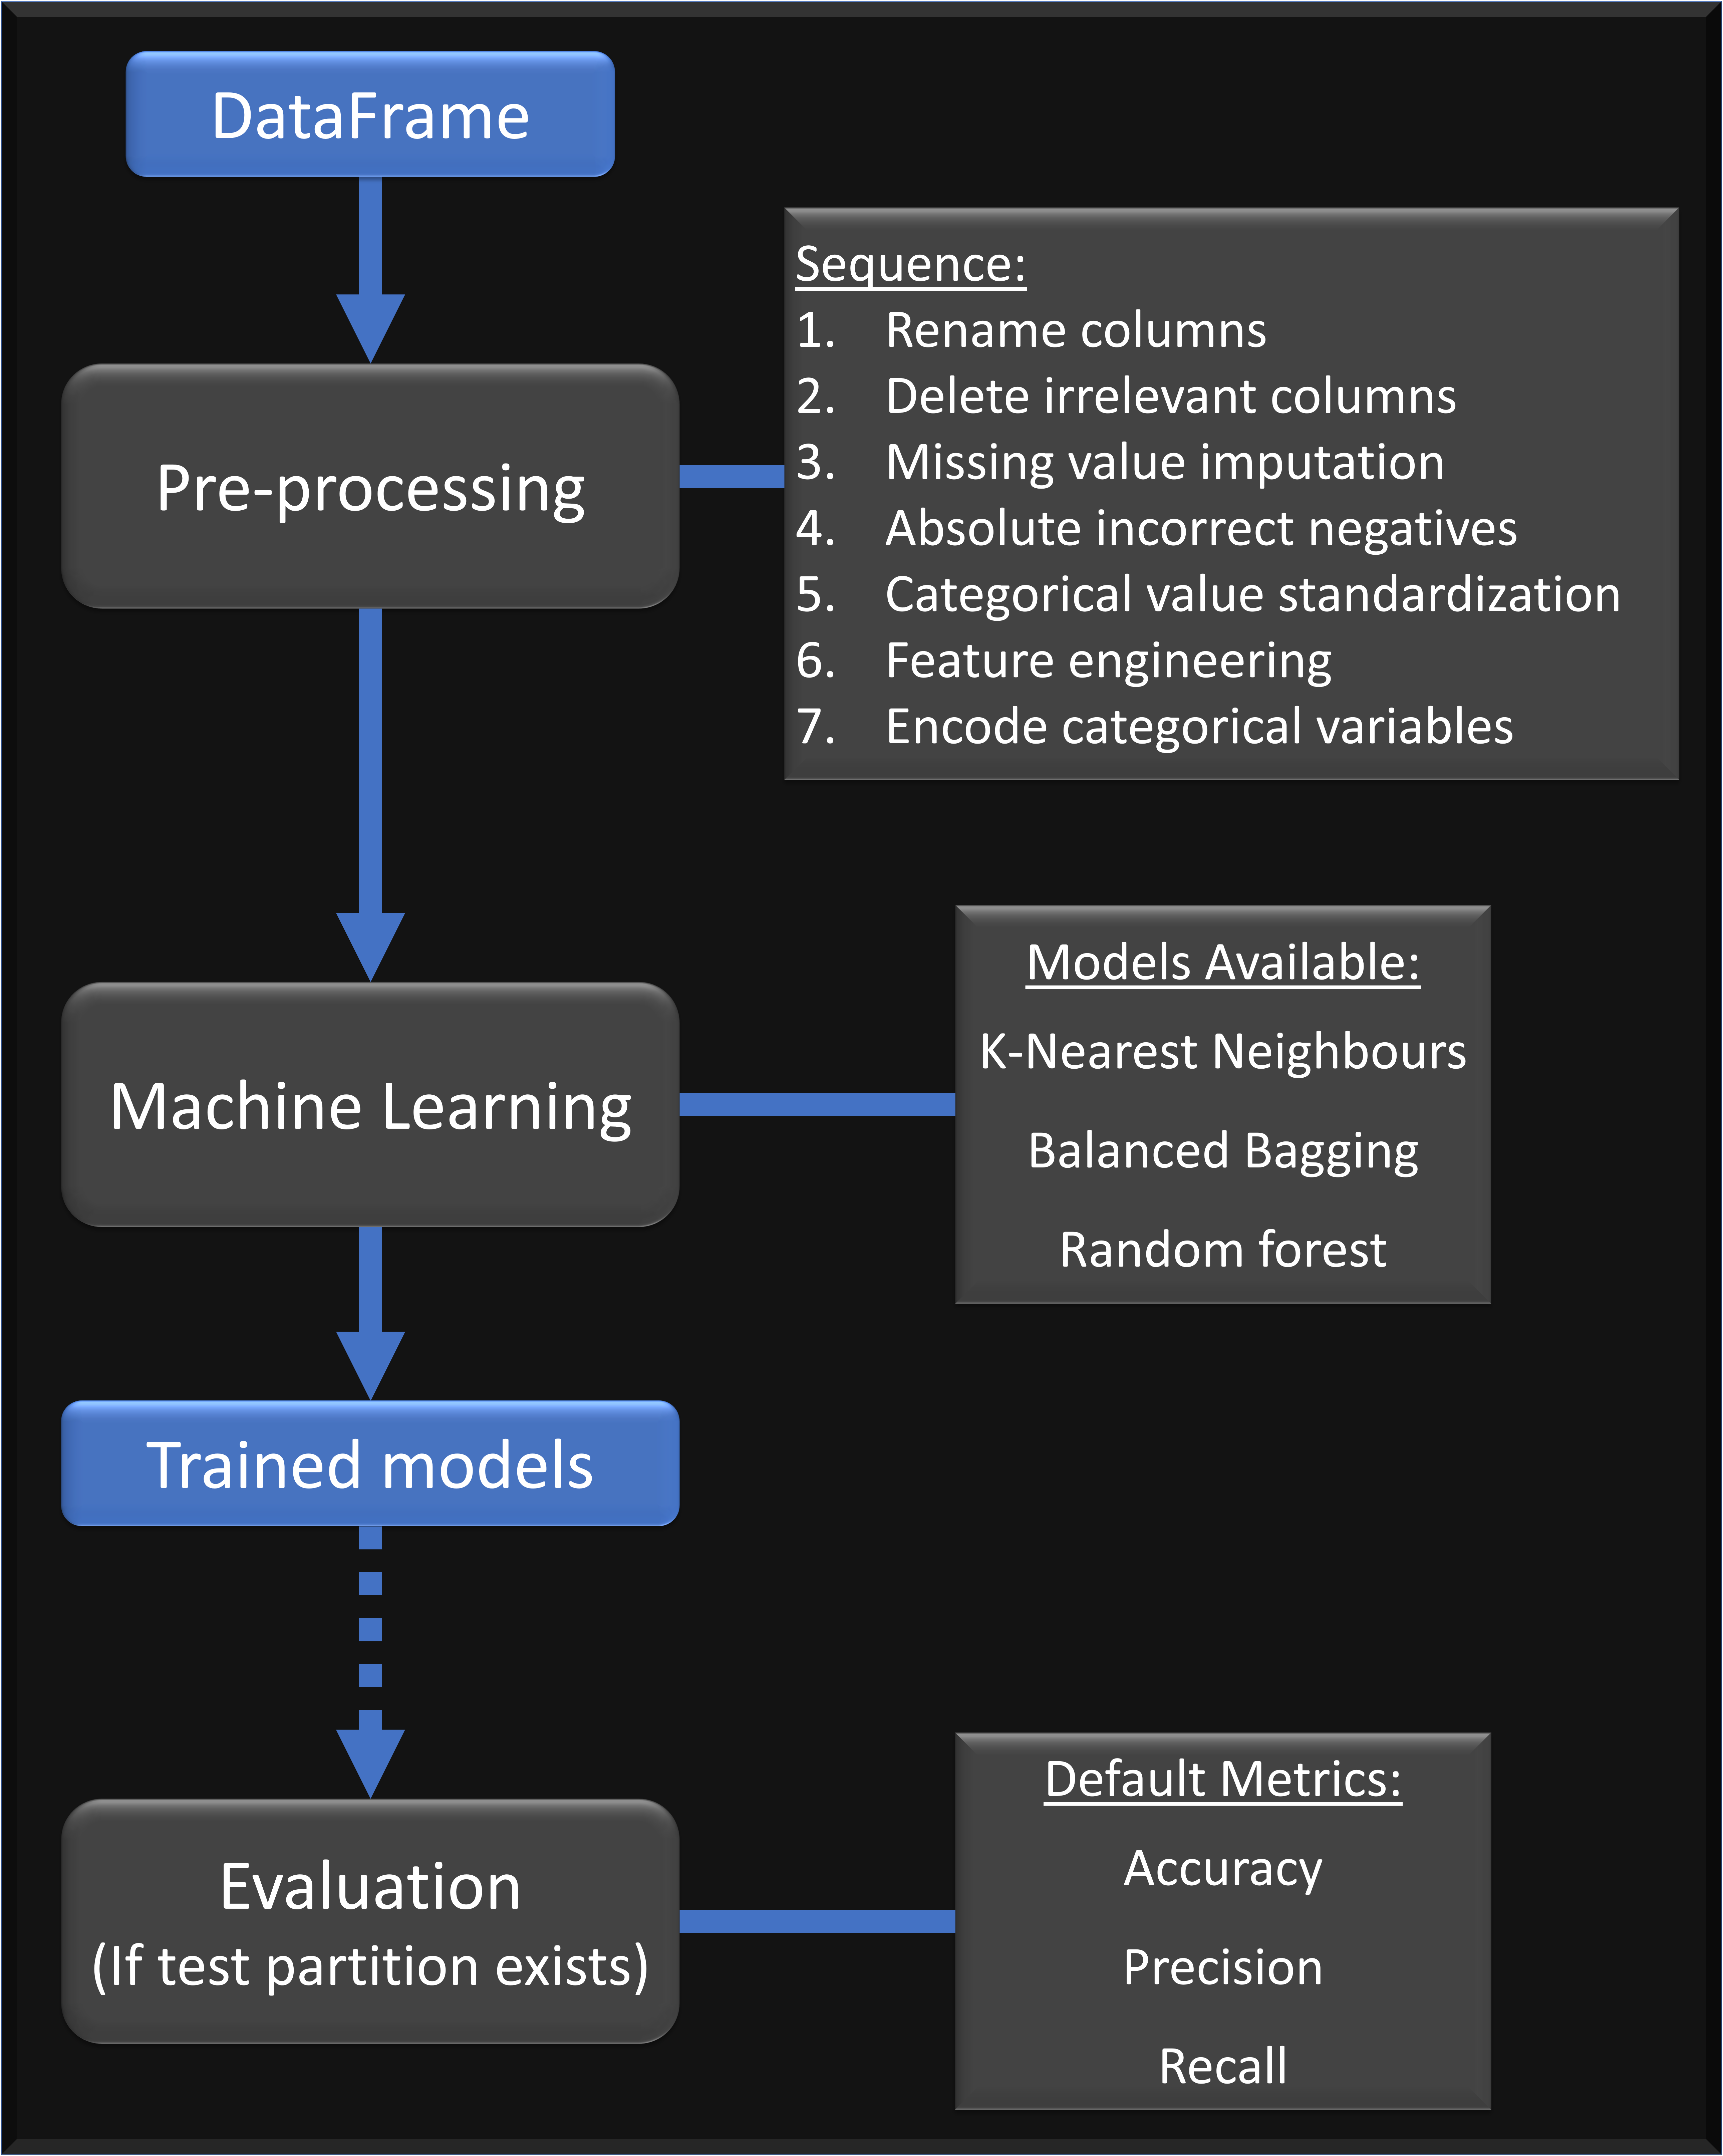 DataFrame
Pre-processing
Sequence:
1. Rename columns
2. Delete irrelevant columns
3. Missing value imputation
4. Absolute incorrect negatives
5. Categorical value standardization
6. Feature engineering
7. Encode categorical variables
Machine Learning
Models Available:
K-Nearest Neighbours
Balanced Bagging
Random forest
Trained models
Evaluation
(If test partition exists)
Default Metrics:
Accuracy
Precision
Recall